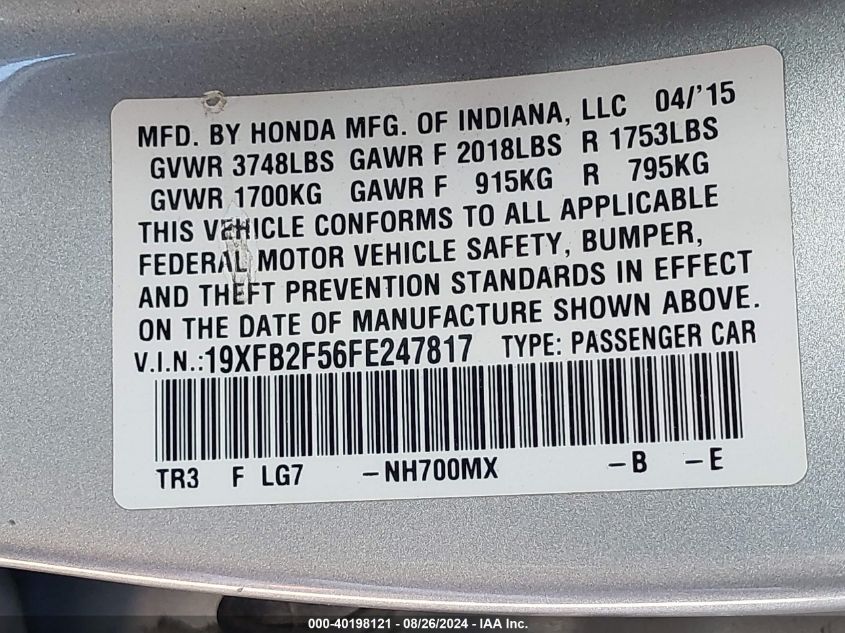 MFD. BY HONDA MFG. OF INDIANA, LLC 04/'15
GVWR 3748LBS GAWR F 2018LBS R 1753LBS
GVWR 1700KG GAWR F 915KG R 795KG
THIS VEHICLE CONFORMS TO ALL APPLICABLE
FEDERAL MOTOR VEHICLE SAFETY, BUMPER,
AND THEFT PREVENTION STANDARDS IN EFFECT
ON THE DATE OF MANUFACTURE SHOWN ABOVE.
V.I.N.:19XFB2F56FE247817 TYPE: PASSENGER CAR
TR3 F LG7 –NH700MX –B –E
000-40198121 - 08/26/2024 - IAA Inc.